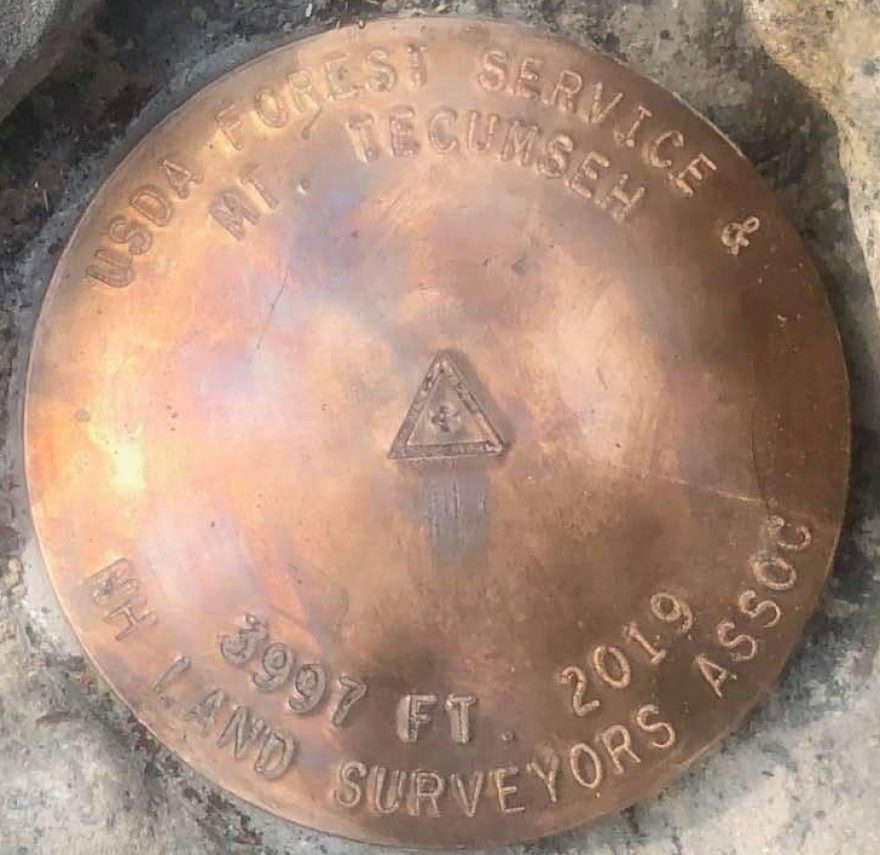 USDA FOREST SERVICE &
MT. TECUMSEH
3997 FT. 2019
NH LAND SURVEYORS ASSOC